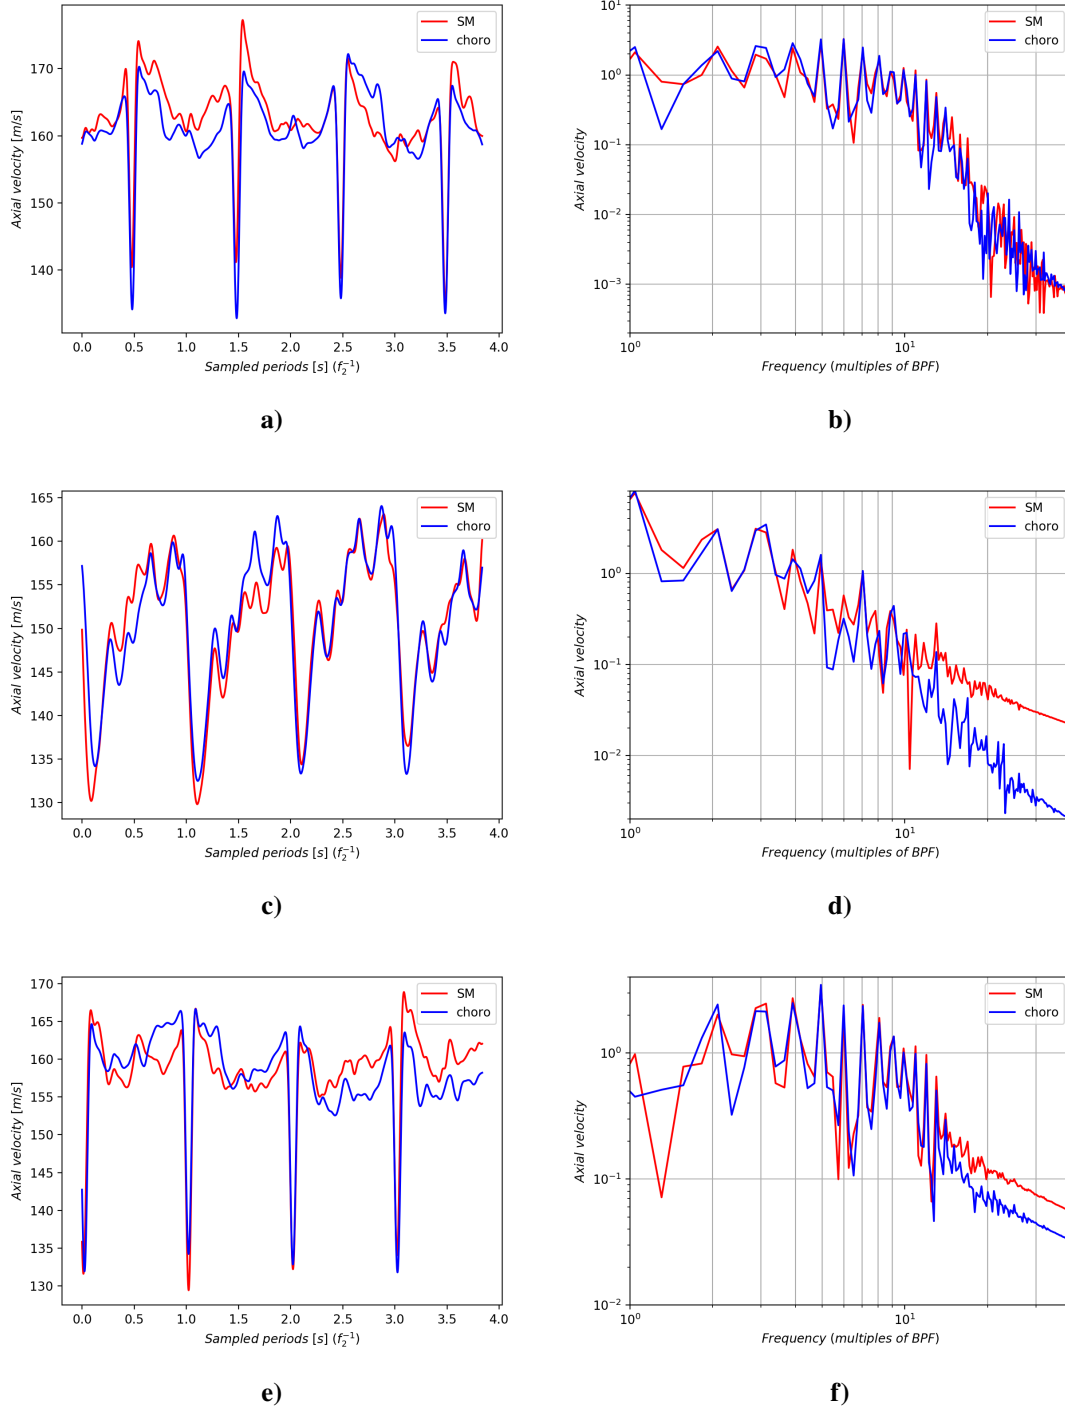 SM
choro
Axial velocity [m/s]
170
160
150
140
0.0 0.5 1.0 1.5 2.0 2.5 3.0 3.5 4.0
Sampled periods [s] (f₂⁻¹)
a)
SM
choro
Axial velocity
10¹
10⁰
10⁻¹
10⁻²
10⁻³
10⁰ 10¹
Frequency (multiples of BPF)
b)
SM
choro
Axial velocity [m/s]
165
160
155
150
145
140
135
130
0.0 0.5 1.0 1.5 2.0 2.5 3.0 3.5 4.0
Sampled periods [s] (f₂⁻¹)
c)
SM
choro
Axial velocity
10⁰
10⁻¹
10⁻²
10⁰ 10¹
Frequency (multiples of BPF)
d)
SM
choro
Axial velocity [m/s]
170
165
160
155
150
145
140
135
130
0.0 0.5 1.0 1.5 2.0 2.5 3.0 3.5 4.0
Sampled periods [s] (f₂⁻¹)
e)
SM
choro
Axial velocity
10⁰
10⁻¹
10⁻²
10⁰ 10¹
Frequency (multiples of BPF)
f)